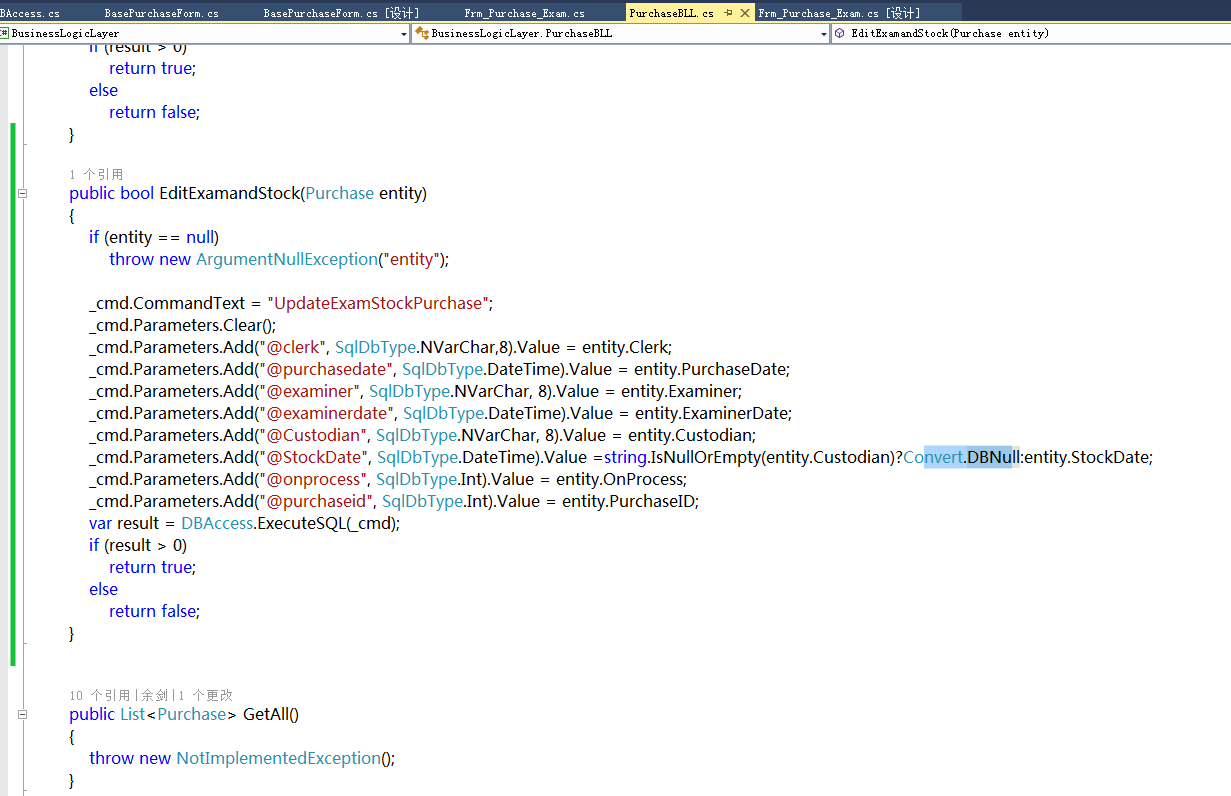 BAccess.cs BasePurchaseForm.cs BasePurchaseForm.cs [设计] Frm_Purchase_Exam.cs PurchaseBLL.cs Frm_Purchase_Exam.cs [设计]
BusinessLogicLayer BusinessLogicLayer.PurchaseBLL EditExamandStock(Purchase entity)
if (result > 0)
return true;
else
return false;
}
1 个引用
public bool EditExamandStock(Purchase entity)
{
if (entity == null)
throw new ArgumentNullException("entity");
_cmd.CommandText = "UpdateExamStockPurchase";
_cmd.Parameters.Clear();
_cmd.Parameters.Add("@clerk", SqlDbType.NVarChar,8).Value = entity.Clerk;
_cmd.Parameters.Add("@purchasedate", SqlDbType.DateTime).Value = entity.PurchaseDate;
_cmd.Parameters.Add("@examiner", SqlDbType.NVarChar, 8).Value = entity.Examiner;
_cmd.Parameters.Add("@examinerdate", SqlDbType.DateTime).Value = entity.ExaminerDate;
_cmd.Parameters.Add("@Custodian", SqlDbType.NVarChar, 8).Value = entity.Custodian;
_cmd.Parameters.Add("@StockDate", SqlDbType.DateTime).Value =string.IsNullOrEmpty(entity.Custodian)?Convert.DBNull:entity.StockDate;
_cmd.Parameters.Add("@onprocess", SqlDbType.Int).Value = entity.OnProcess;
_cmd.Parameters.Add("@purchaseid", SqlDbType.Int).Value = entity.PurchaseID;
var result = DBAccess.ExecuteSQL(_cmd);
if (result > 0)
return true;
else
return false;
}
10 个引用|余剑|1 个更改
public List<Purchase> GetAll()
{
throw new NotImplementedException();
}